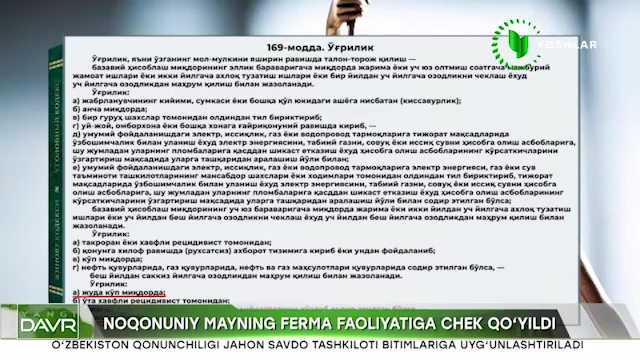 YGSHLAR
169-модда. Ўғрилик
Ўғрилик, яъни ўзганинг мол-мулкини яширин равишда талон-торож қилиш —
базавий ҳисоблаш миқдорининг эллик бараваригача миқдорда жарима ёки уч юз олтмиш соатгача мажбурий
жамоат ишлари ёки икки йилгача ахлоқ тузатиш ишлари ёки бир йилдан уч йилгача озодликни чеклаш ёхуд
уч йилгача озодликдан маҳрум қилиш билан жазоланади.
Ўғрилик:
а) жабрланувчининг кийими, сумкаси ёки бошқа қўл юкидаги ашёга нисбатан (киссавурлик);
б) анча миқдорда;
в) бир гуруҳ шахслар томонидан олдиндан тил бириктириб;
г) уй-жой, омборхона ёки бошқа хонага ғайриқонуний равишда кириб, —
д) умумий фойдаланишдаги электр, иссиқлик, газ ёки водопровод тармоқларига тижорат мақсадларида
ўзбошимчалик билан уланиш ёхуд электр энергиясини, табиий газни, совуқ ёки иссиқ сувни ҳисобга олиш асбобларига,
шу жумладан уларнинг пломбаларига қасддан шикаст етказиш ёхуд ҳисобга олиш асбобларининг кўрсаткичларини
ўзгартириш мақсадида уларга ташқаридан аралашиш йўли билан;
е) умумий фойдаланишдаги электр, иссиқлик, газ ёки водопровод тармоқларига электр энергияси, газ ёки сув
таъминоти ташкилотларининг мансабдор шахслари ёки ходимлари томонидан олдиндан тил бириктириб, тижорат
мақсадларида ўзбошимчалик билан уланиш ёхуд электр энергиясини, табиий газни, совуқ ёки иссиқ сувни ҳисобга
олиш асбобларига, шу жумладан уларнинг пломбаларига қасддан шикаст етказиш ёхуд ҳисобга олиш асбобларининг
кўрсаткичларини ўзгартириш мақсадида уларга ташқаридан аралашиш йўли билан содир этилган бўлса;
базавий ҳисоблаш миқдорининг уч юз бараваригача миқдорда жарима ёки икки йилдан уч йилгача ахлоқ тузатиш
ишлари ёки уч йилдан беш йилгача озодликни чеклаш ёхуд уч йилдан беш йилгача озодликдан маҳрум қилиш билан
жазоланади.
Ўғрилик:
а) такроран ёки хавфли рецидивист томонидан;
б) қонунга хилоф равишда (рухсатсиз) ахборот тизимига кириб ёки ундан фойдаланиб;
в) кўп миқдорда;
г) нефть қувурларида, газ қувурларида, нефть ва газ маҳсулотлари қувурларида содир этилган бўлса, —
беш йилдан саккиз йилгача озодликдан маҳрум қилиш билан жазоланади.
Ўғрилик:
а) жуда кўп миқдорда;
б) ўта хавфли рецидивист томонидан;
YANGI
DAVR
NOQONUNIY MAYNING FERMA FAOLIYATIGA CHEK QO‘YILDI
O‘ZBEKISTON QONUNCHILIGI JAHON SAVDO TASHKILOTI BITIMLARIGA UYG‘UNLASHTIRILADI